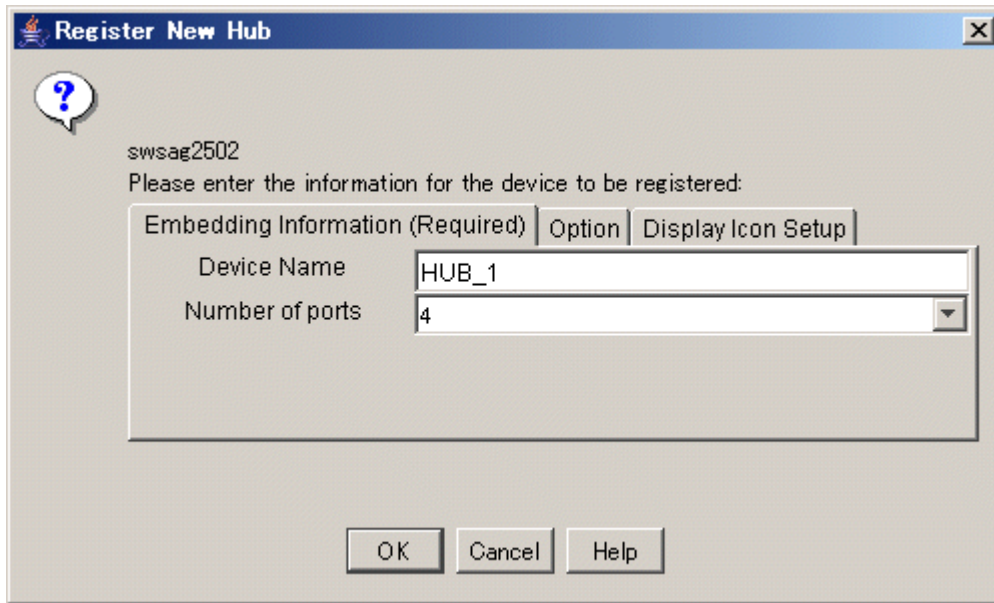 Register New Hub
?
swsag2502
Please enter the information for the device to be registered:
Embedding Information (Required) Option Display Icon Setup
Device Name HUB_1
Number of ports 4
OK Cancel Help